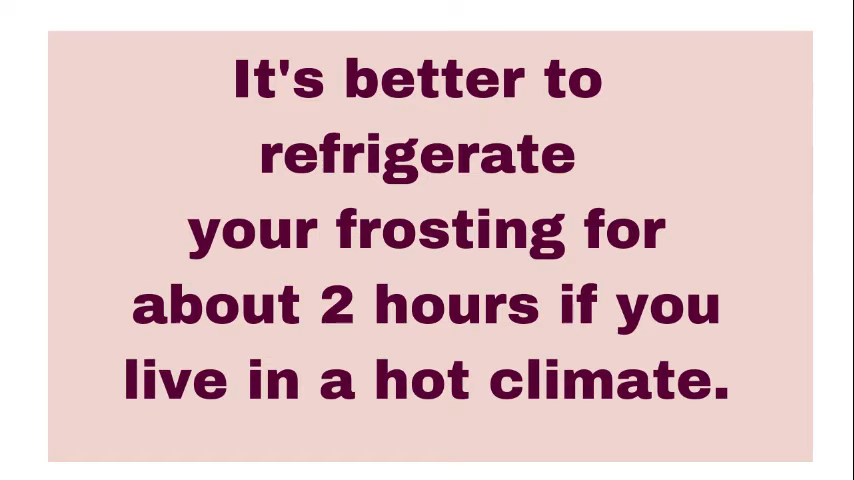 It's better to
refrigerate
your frosting for
about 2 hours if you
live in a hot climate.